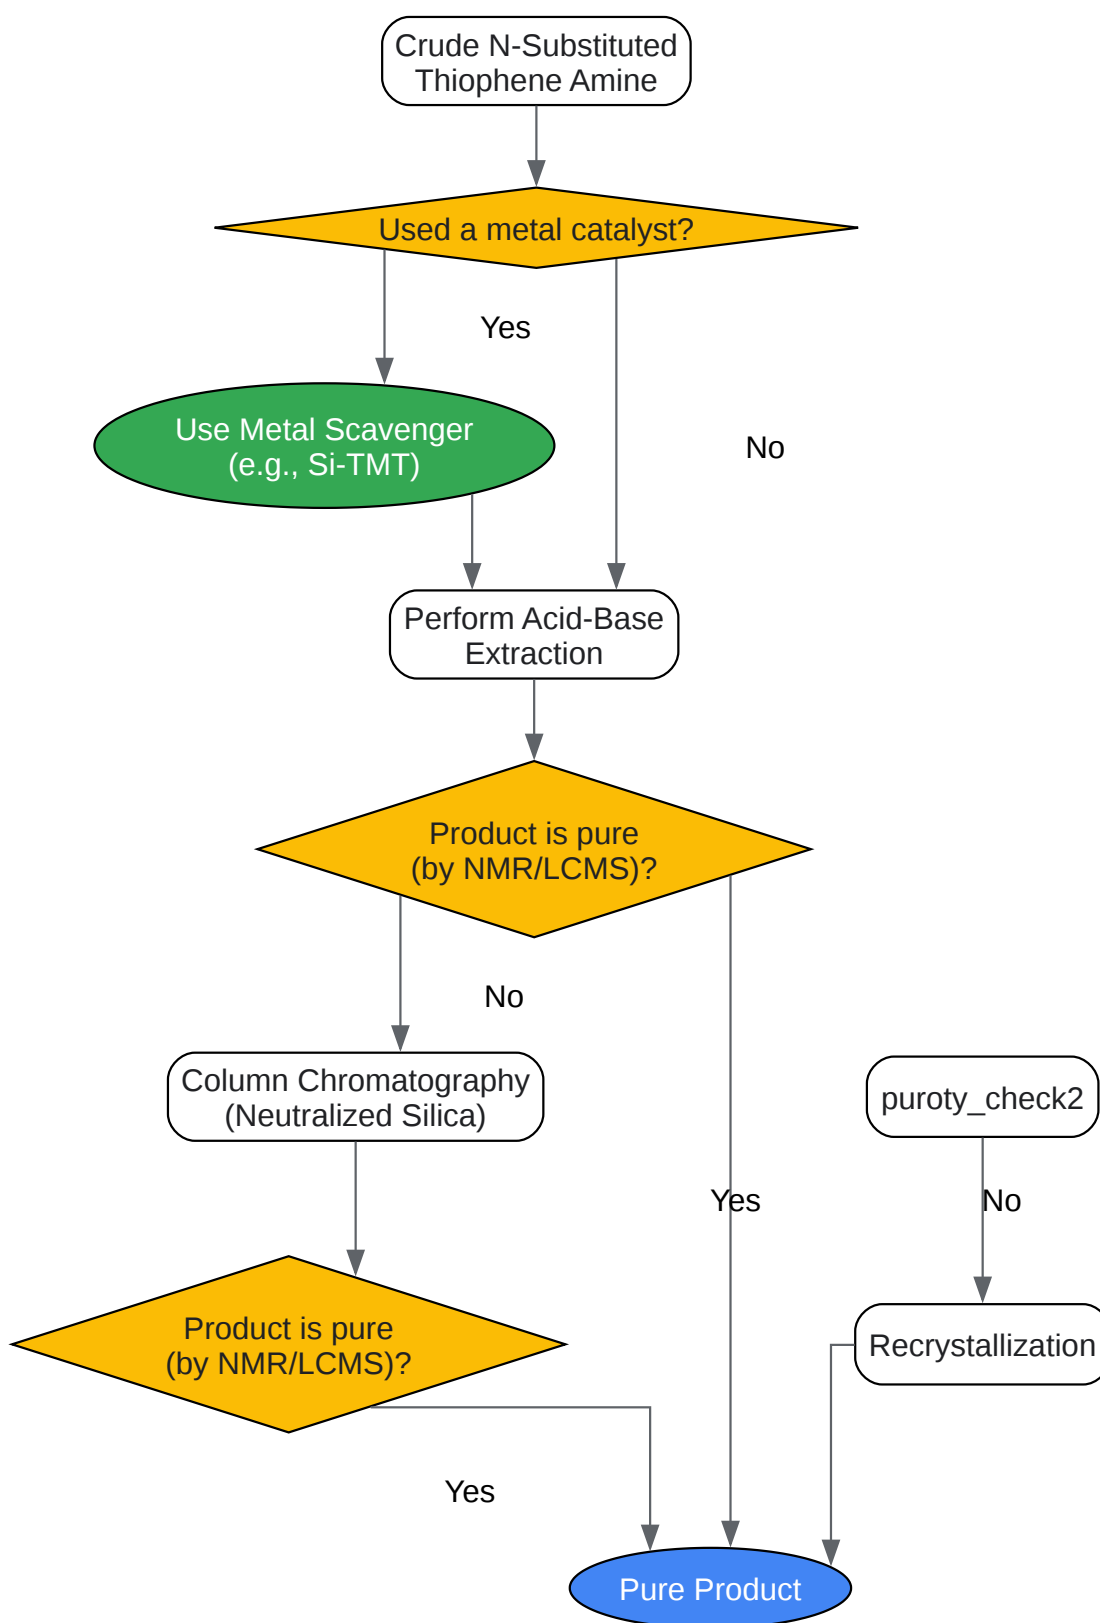 Crude N-Substituted
Thiophene Amine
Used a metal catalyst?
Yes
Use Metal Scavenger
(e.g., Si-TMT)
No
Perform Acid-Base
Extraction
Product is pure
(by NMR/LCMS)?
No
Column Chromatography
(Neutralized Silica)
puroty_check2
Yes
No
Product is pure
(by NMR/LCMS)?
Recrystallization
Yes
Pure Product